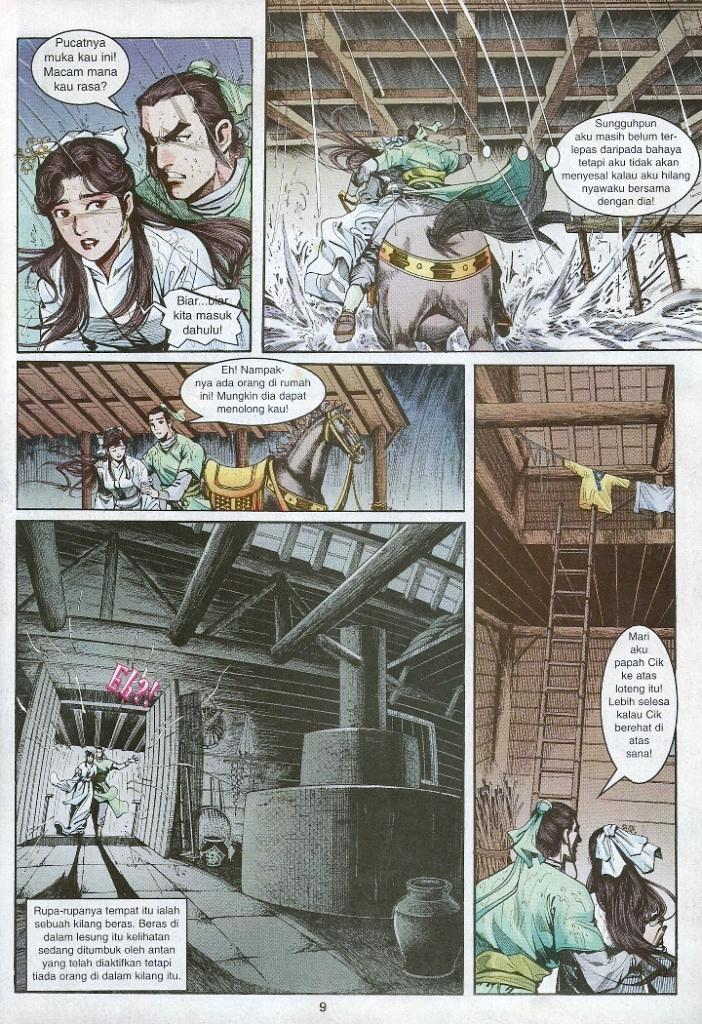 Pucatnya
muka kau ini!
Macam mana
kau rasa?
Biar...biar
kita masuk
dahulu!
Sungguhpun
aku masih belum ter-
lepas daripada bahaya
tetapi aku tidak akan
menyesal kalau aku hilang
nyawaku bersama
dengan dia!
Eh! Nampak-
nya ada orang di rumah
ini! Mungkin dia dapat
menolong kau!
Mari
aku
papah Cik
ke atas
loteng itu!
Lebih selesa
kalau Cik
berehat di
atas
sana!
Eh?!
Rupa-rupanya tempat itu ialah
sebuah kilang beras. Beras di
dalam lesung itu kelihatan
sedang ditumbuk oleh antan
yang telah diaktifkan tetapi
tiada orang di dalam kilang itu.
9